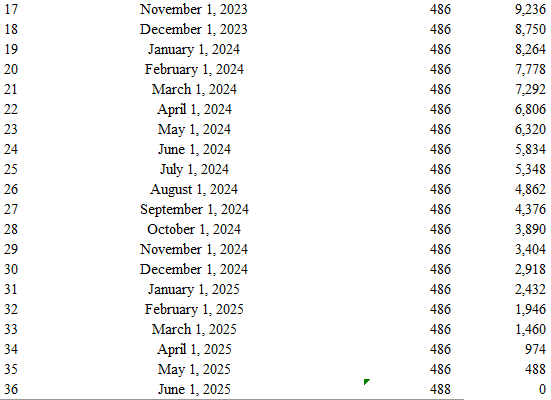 17 November 1, 2023 486 9,236
18 December 1, 2023 486 8,750
19 January 1, 2024 486 8,264
20 February 1, 2024 486 7,778
21 March 1, 2024 486 7,292
22 April 1, 2024 486 6,806
23 May 1, 2024 486 6,320
24 June 1, 2024 486 5,834
25 July 1, 2024 486 5,348
26 August 1, 2024 486 4,862
27 September 1, 2024 486 4,376
28 October 1, 2024 486 3,890
29 November 1, 2024 486 3,404
30 December 1, 2024 486 2,918
31 January 1, 2025 486 2,432
32 February 1, 2025 486 1,946
33 March 1, 2025 486 1,460
34 April 1, 2025 486 974
35 May 1, 2025 486 488
36 June 1, 2025 488 0